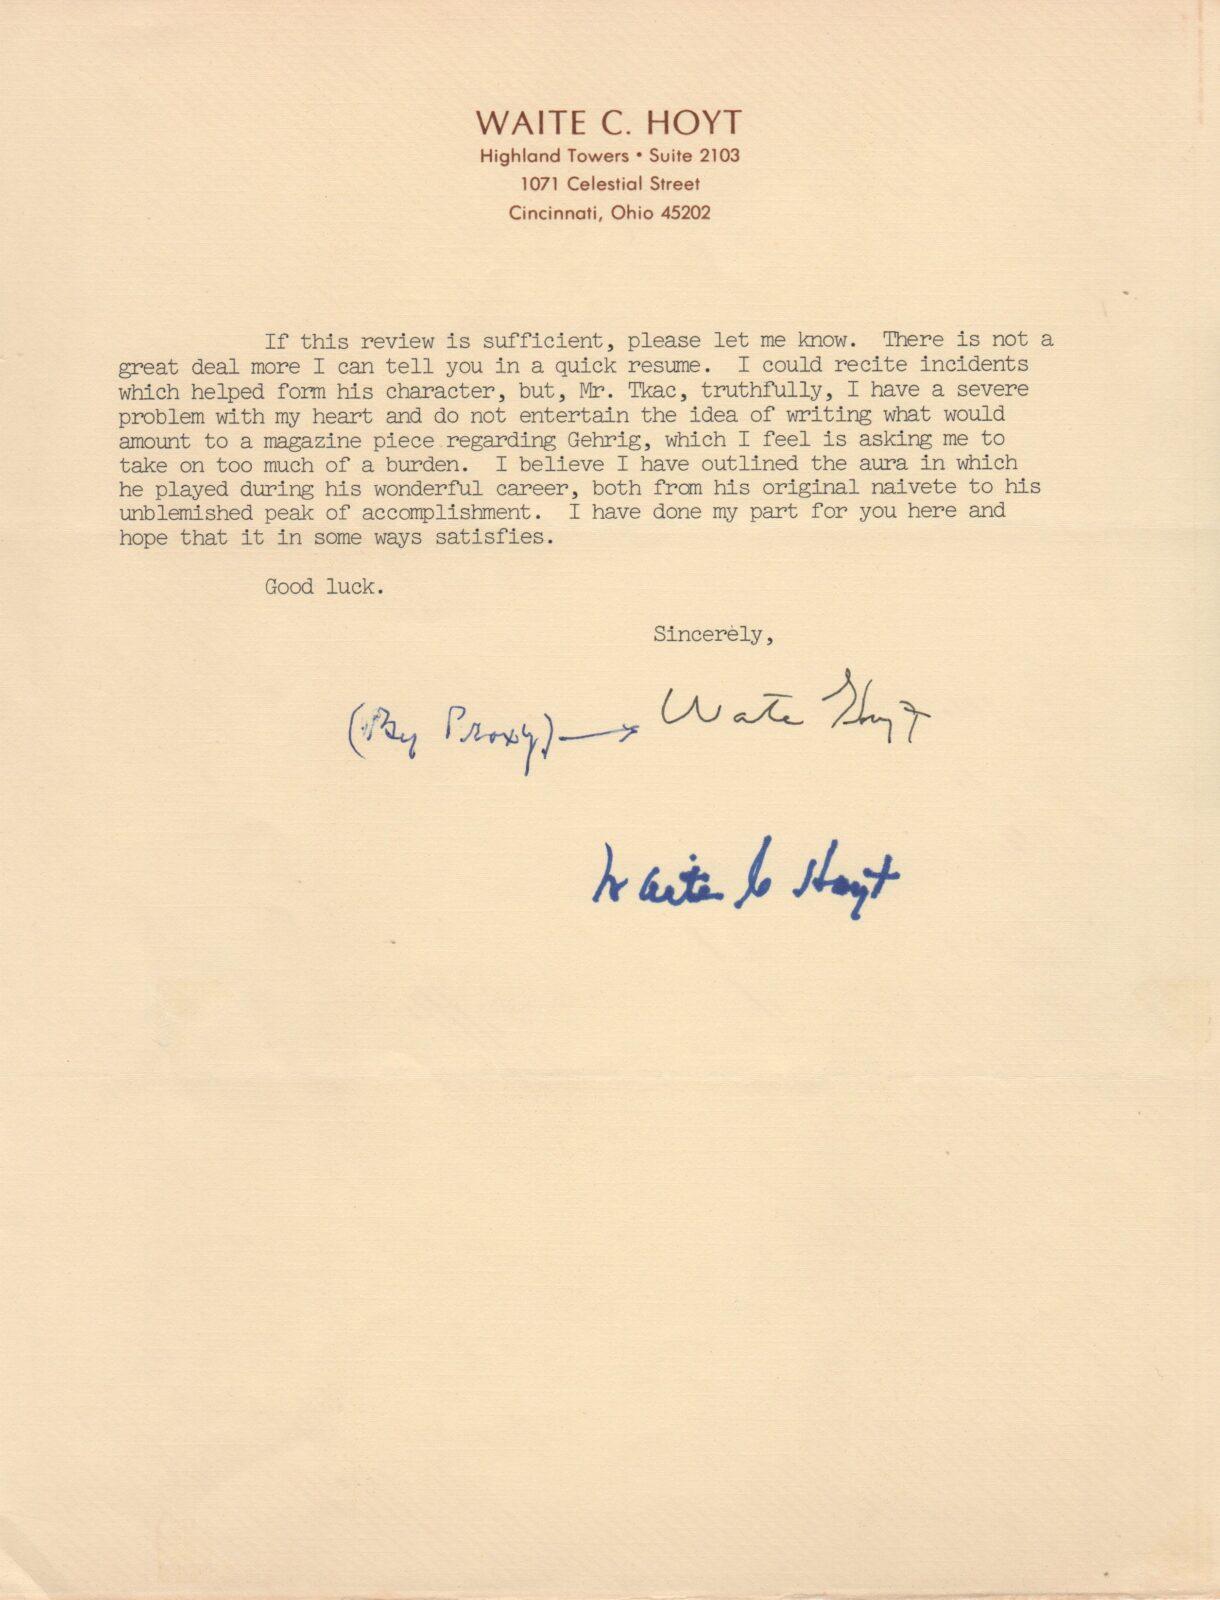 WAITE C. HOYT
Highland Towers • Suite 2103
1071 Celestial Street
Cincinnati, Ohio 45202
If this review is sufficient, please let me know. There is not a
great deal more I can tell you in a quick resume. I could recite incidents
which helped form his character, but, Mr. Tkac, truthfully, I have a severe
problem with my heart and do not entertain the idea of writing what would
amount to a magazine piece regarding Gehrig, which I feel is asking me to
take on too much of a burden. I believe I have outlined the aura in which
he played during his wonderful career, both from his original naivete to his
unblemished peak of accomplishment. I have done my part for you here and
hope that it in some ways satisfies.
Good luck.
Sincerely,
(By Proxy) → Waite Hoyt
Waite C Hoyt